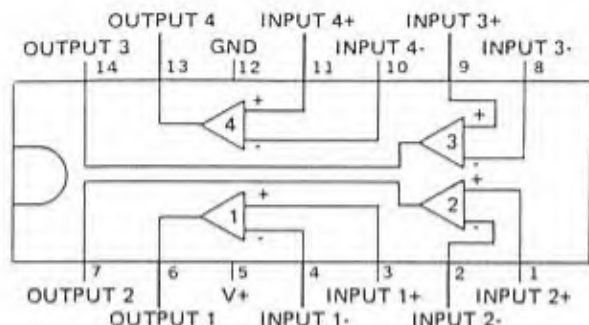 OUTPUT 4 INPUT 4+ INPUT 3+
OUTPUT 3 GND INPUT 4- INPUT 3-
14 13 12 11 10 9 8
+
4
-
+
3
-
+
1
-
+
2
-
7 6 5 4 3 2 1
OUTPUT 2 V+ INPUT 1+ INPUT 2+
OUTPUT 1 INPUT 1- INPUT 2-